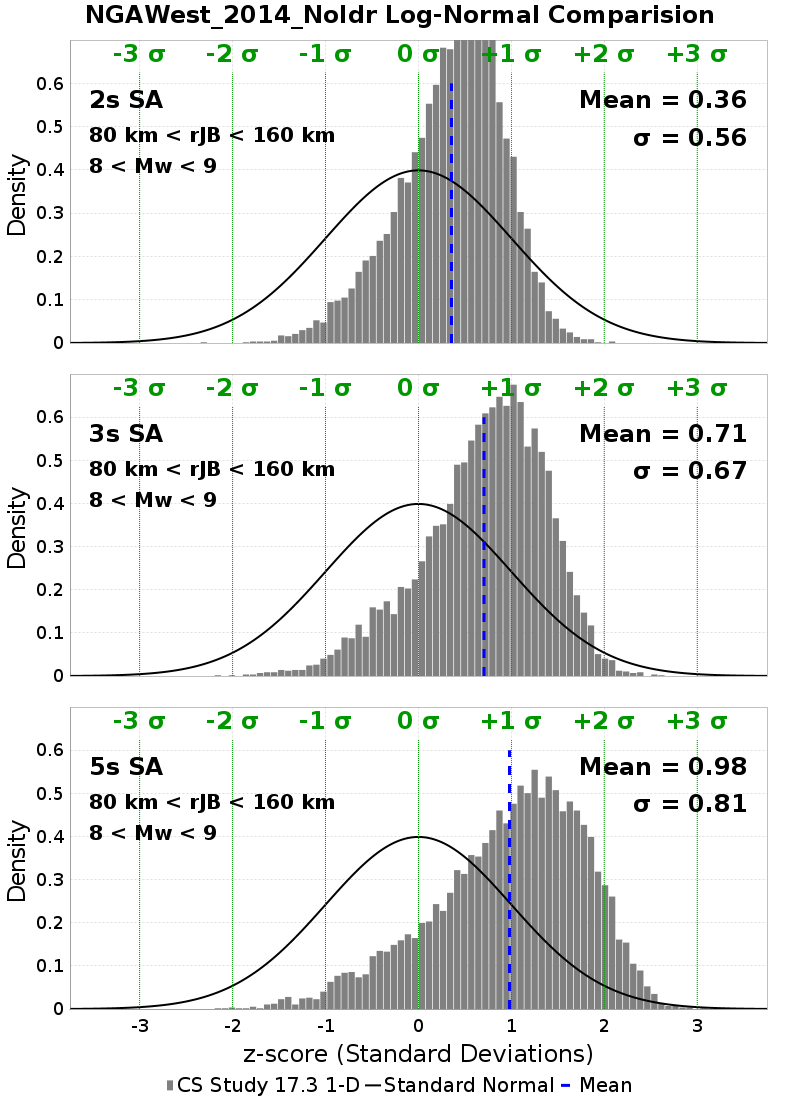 NGAWest_2014_NoIdr Log-Normal Comparision
-3 σ -2 σ -1 σ 0 σ +1 σ +2 σ +3 σ
2s SA
Mean = 0.36
80 km < rJB < 160 km
σ = 0.56
8 < Mw < 9
Density
0.6
0.5
0.4
0.3
0.2
0.1
0
-3 σ -2 σ -1 σ 0 σ +1 σ +2 σ +3 σ
3s SA
Mean = 0.71
80 km < rJB < 160 km
σ = 0.67
8 < Mw < 9
Density
0.6
0.5
0.4
0.3
0.2
0.1
0
-3 σ -2 σ -1 σ 0 σ +1 σ +2 σ +3 σ
5s SA
Mean = 0.98
80 km < rJB < 160 km
σ = 0.81
8 < Mw < 9
Density
0.6
0.5
0.4
0.3
0.2
0.1
0
-3 -2 -1 0 1 2 3
z-score (Standard Deviations)
CS Study 17.3 1-D Standard Normal Mean